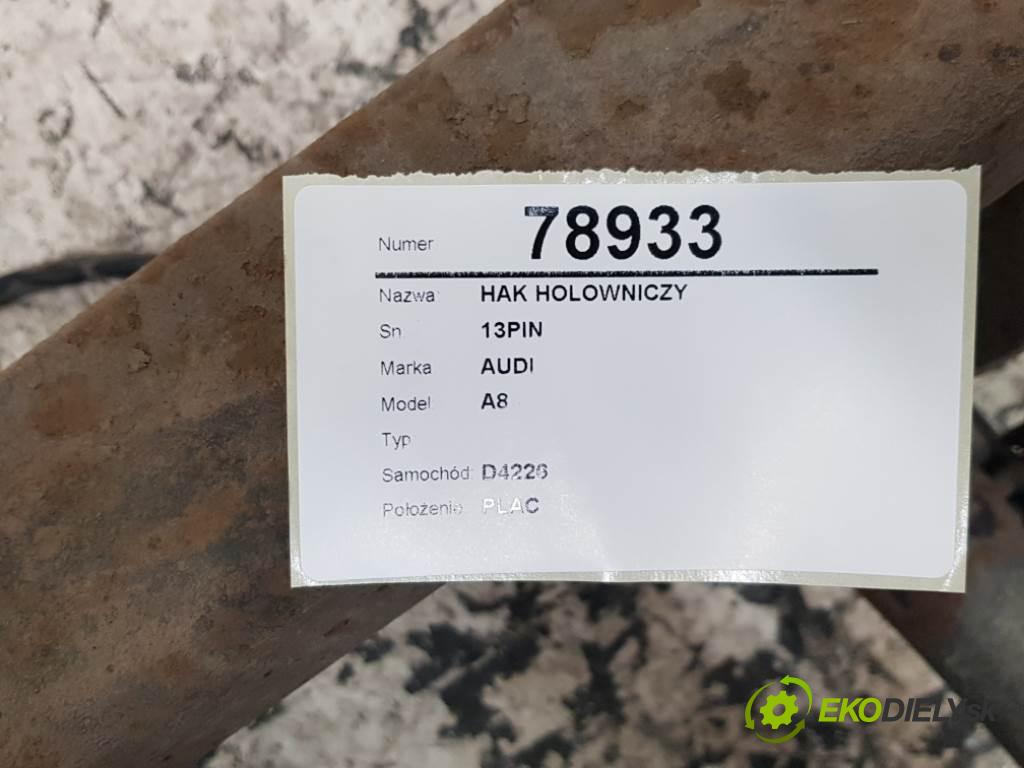 Numer 78933
Nazwa: HAK HOLOWNICZY
Sn 13PIN
Marka AUDI
Model: A8
Typ
Samochód: D4226
Położenie: PLAC
EKODIELY.sk